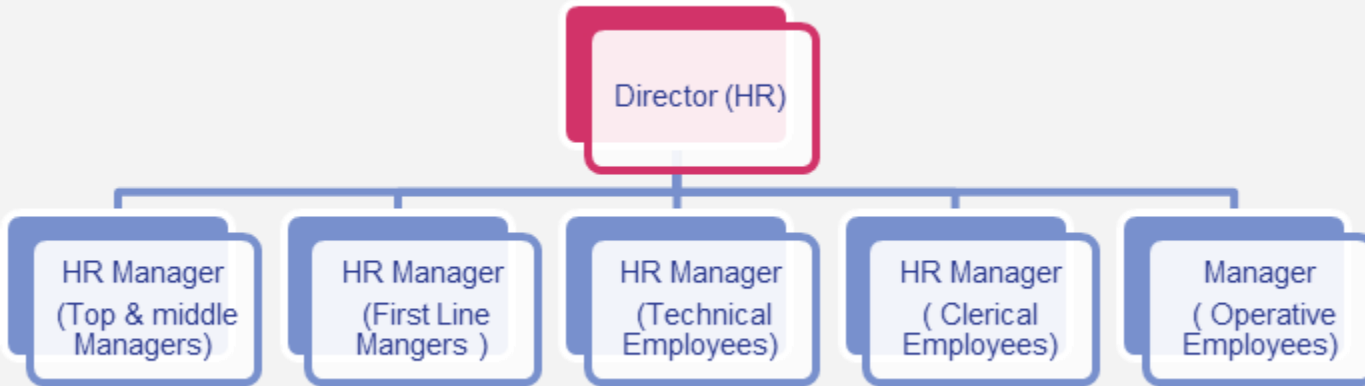 Director (HR)
HR Manager
(Top & middle
Managers)
HR Manager
(First Line
Mangers )
HR Manager
(Technical
Employees)
HR Manager
( Clerical
Employees)
Manager
( Operative
Employees)